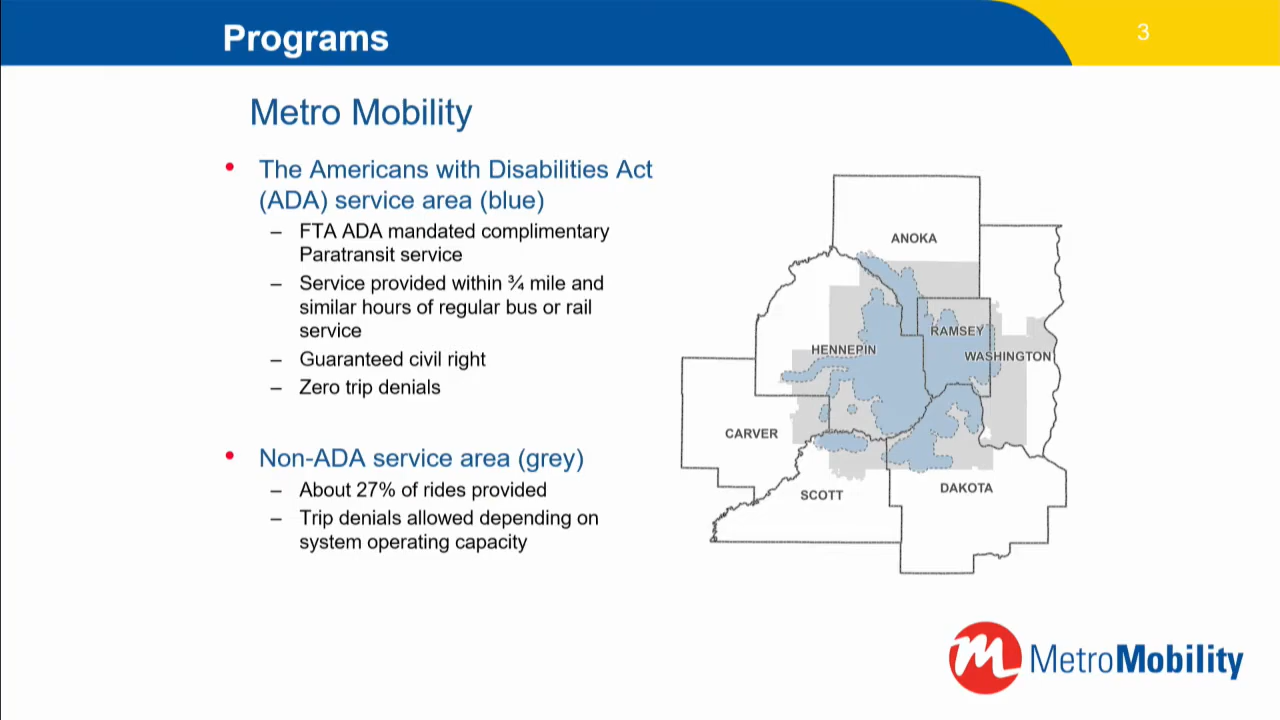 Programs
3
Metro Mobility
• The Americans with Disabilities Act
(ADA) service area (blue)
– FTA ADA mandated complimentary
Paratransit service
– Service provided within ¾ mile and
similar hours of regular bus or rail
service
– Guaranteed civil right
– Zero trip denials
• Non-ADA service area (grey)
– About 27% of rides provided
– Trip denials allowed depending on
system operating capacity
ANOKA
RAMSEY
HENNEPIN
WASHINGTON
CARVER
SCOTT
DAKOTA
m MetroMobility